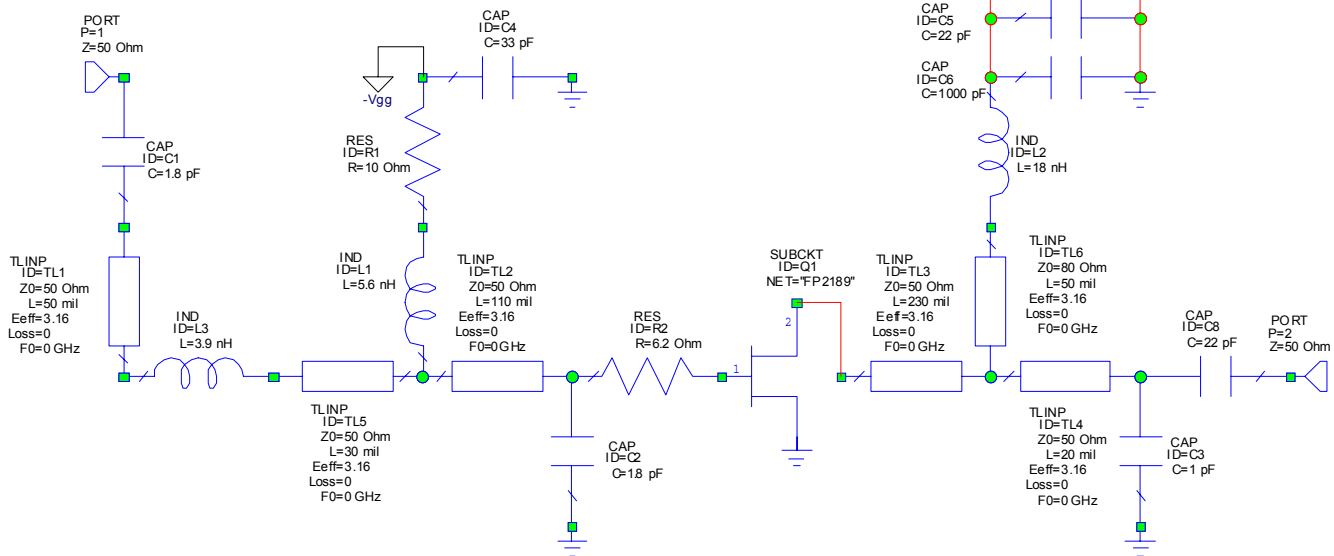 PORT
P=1
Z=50 Ohm
CAP
ID=C1
C=1.8 pF
TLINP
ID=TL1
Z0=50 Ohm
L=50 mil
Eeff=3.16
Loss=0
F0=0 GHz
IND
ID=L3
L=3.9 nH
TLINP
ID=TL5
Z0=50 Ohm
L=30 mil
Eeff=3.16
Loss=0
F0=0 GHz
-Vgg
CAP
ID=C4
C=33 pF
RES
ID=R1
R=10 Ohm
IND
ID=L1
L=5.6 nH
TLINP
ID=TL2
Z0=50 Ohm
L=110 mil
Eeff=3.16
Loss=0
F0=0 GHz
CAP
ID=C2
C=1.8 pF
RES
ID=R2
R=6.2 Ohm
SUBCKT
ID=Q1
NET="FP2189"
1
2
TLINP
ID=TL3
Z0=50 Ohm
L=230 mil
Eeff=3.16
Loss=0
F0=0 GHz
CAP
ID=C5
C=22 pF
CAP
ID=C6
C=1000 pF
IND
ID=L2
L=18 nH
TLINP
ID=TL6
Z0=80 Ohm
L=50 mil
Eeff=3.16
Loss=0
F0=0 GHz
TLINP
ID=TL4
Z0=50 Ohm
L=20 mil
Eeff=3.16
Loss=0
F0=0 GHz
CAP
ID=C3
C=1 pF
CAP
ID=C8
C=22 pF
PORT
P=2
Z=50 Ohm